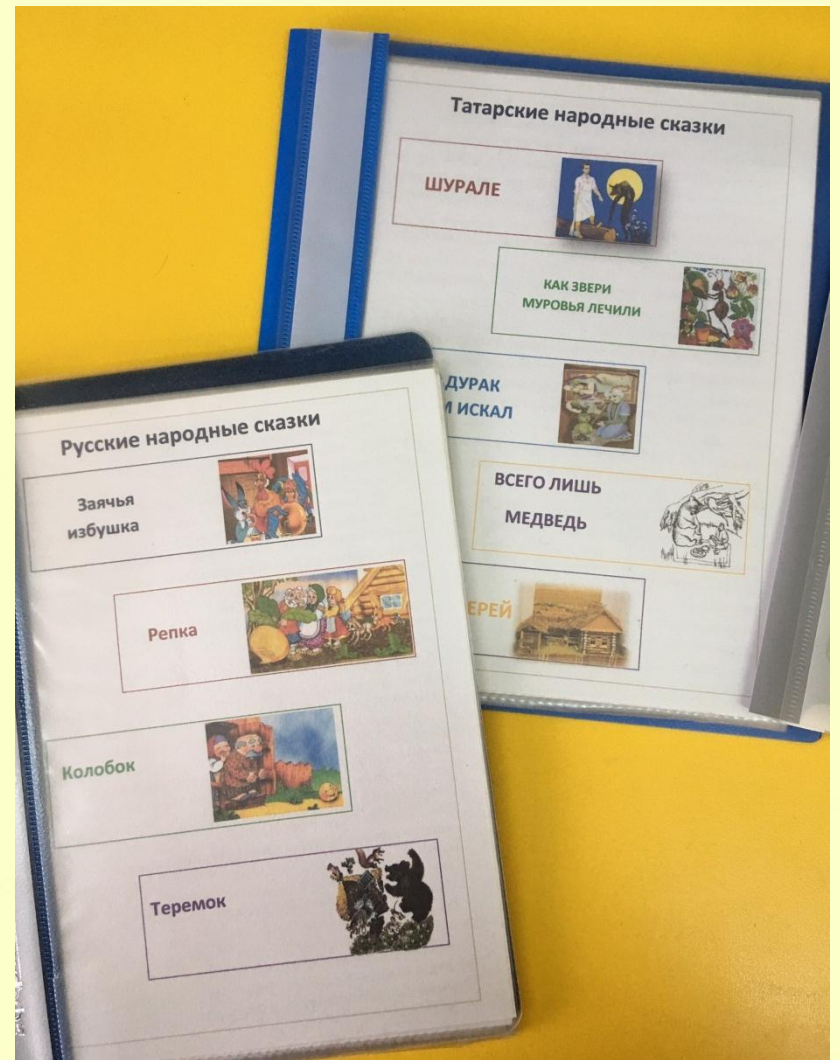 Татарские народные сказки
ШУРАЛЕ
КАК ЗВЕРИ
МУРОВЬЯ ЛЕЧИЛИ
ДУРАК
ИСКАЛ
ВСЕГО ЛИШЬ
МЕДВЕДЬ
Русские народные сказки
Заячья
избушка
Репка
Колобок
Теремок